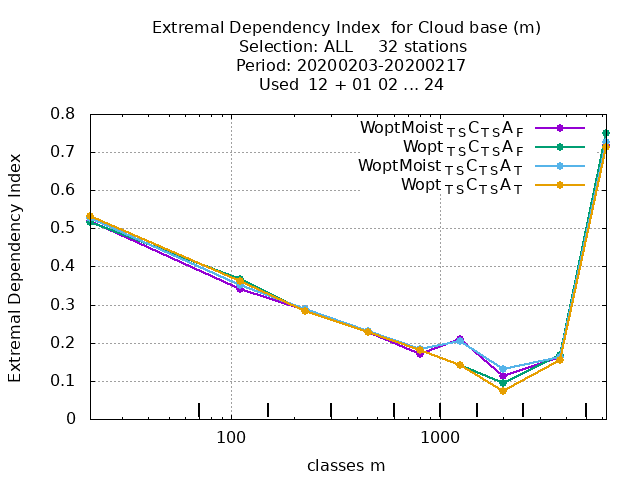 Extremal Dependency Index  for Cloud base (m)
Selection: ALL     32 stations
Period: 20200203-20200217
Used  12 + 01 02 ... 24
WoptMoist TS C TS A F
Wopt TS C TS A F
WoptMoist TS C TS A T
Wopt TS C TS A T
Extremal Dependency Index
0.8
0.7
0.6
0.5
0.4
0.3
0.2
0.1
0
100 1000
classes m